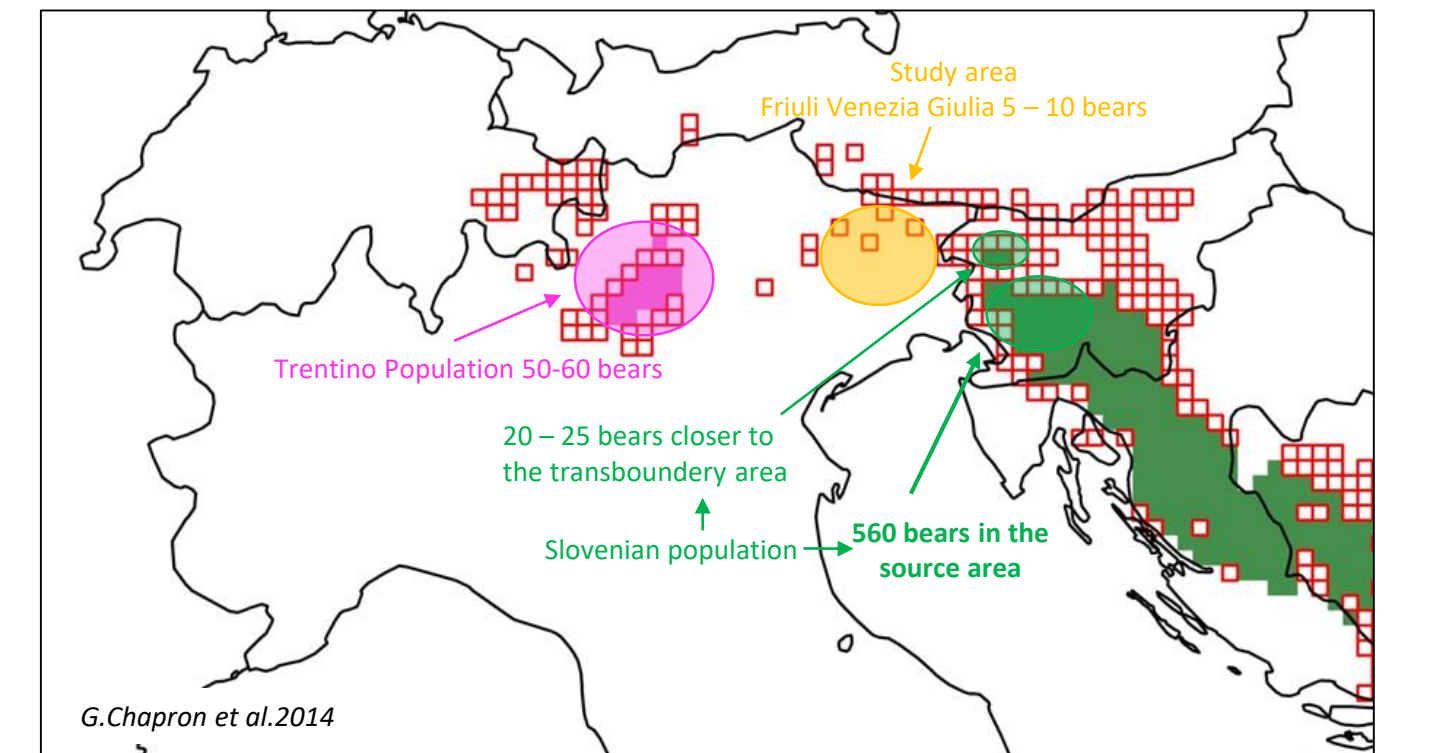 Study area
Friuli Venezia Giulia 5 – 10 bears
Trentino Population 50-60 bears
20 – 25 bears closer to
the transboundery area
Slovenian population
560 bears in the
source area
G.Chapron et al.2014